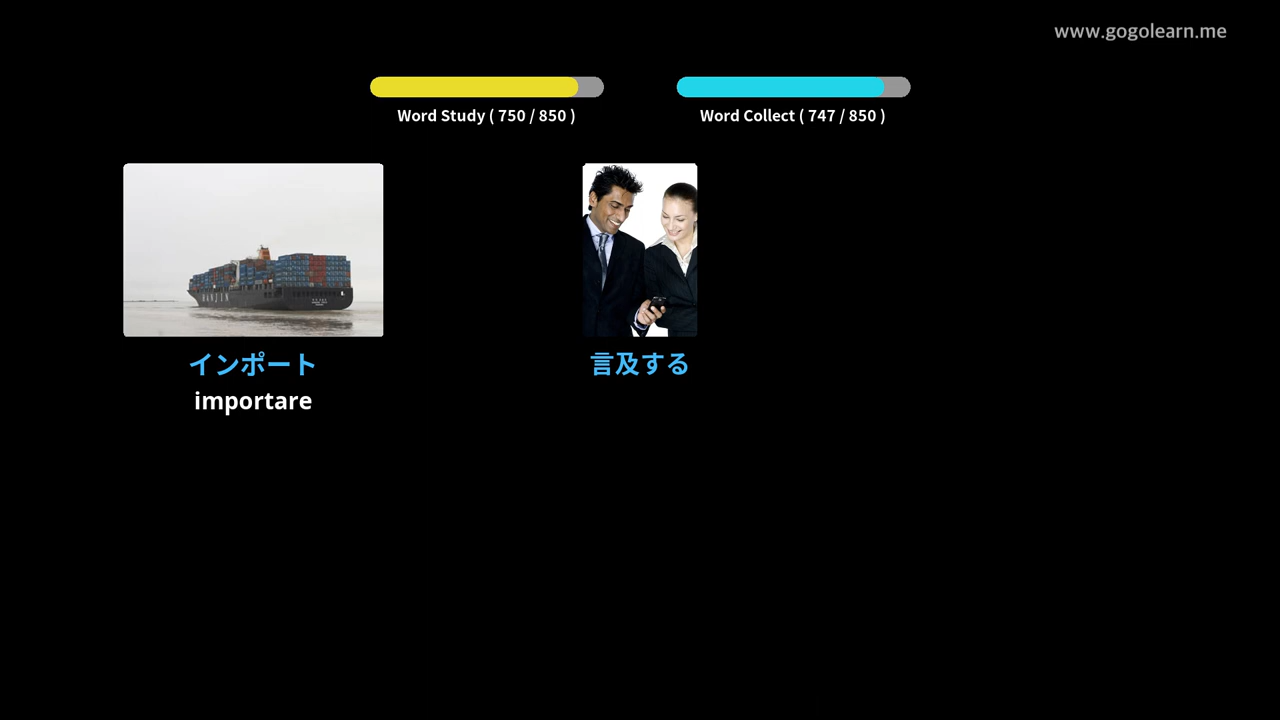 www.gogolearn.me
Word Study ( 750 / 850 )
Word Collect ( 747 / 850 )
インポート
importare
言及する